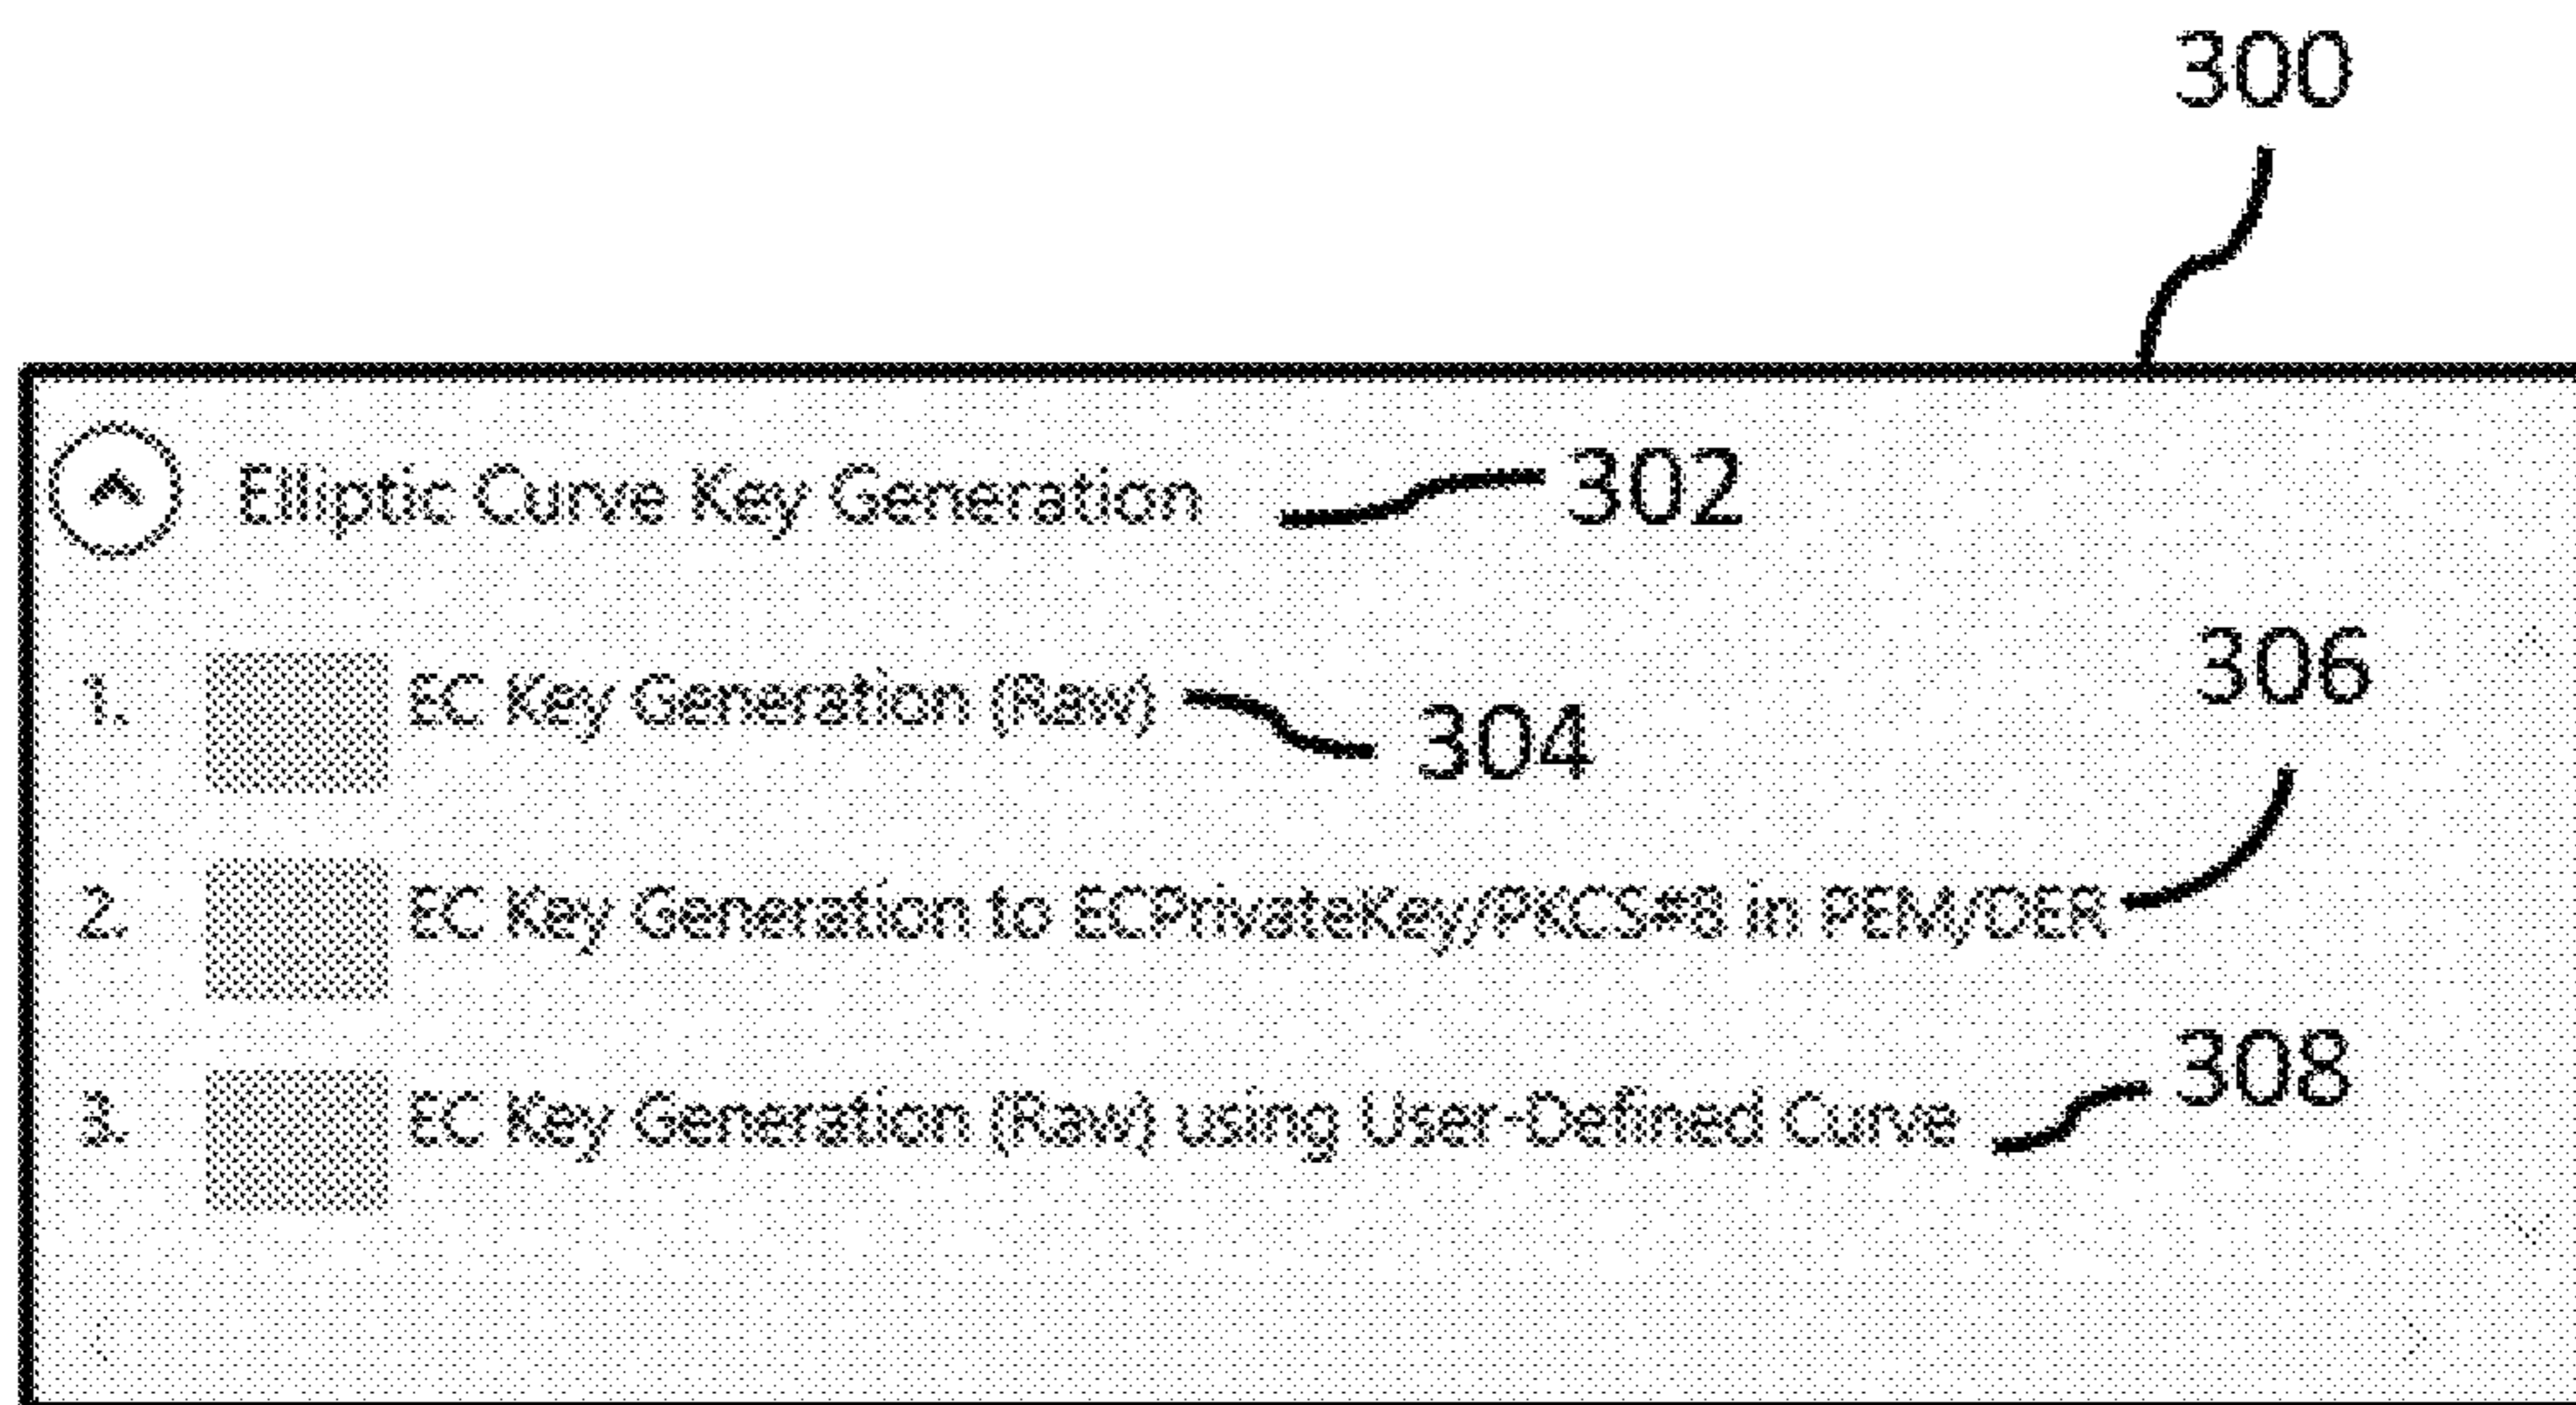 300
Elliptic Curve Key Generation 302
306
1. EC Key Generation (Raw) 304
2. EC Key Generation to ECPrivateKey/PKCS#8 in PEM/DER
308
3. EC Key Generation (Raw) using User-Defined Curve